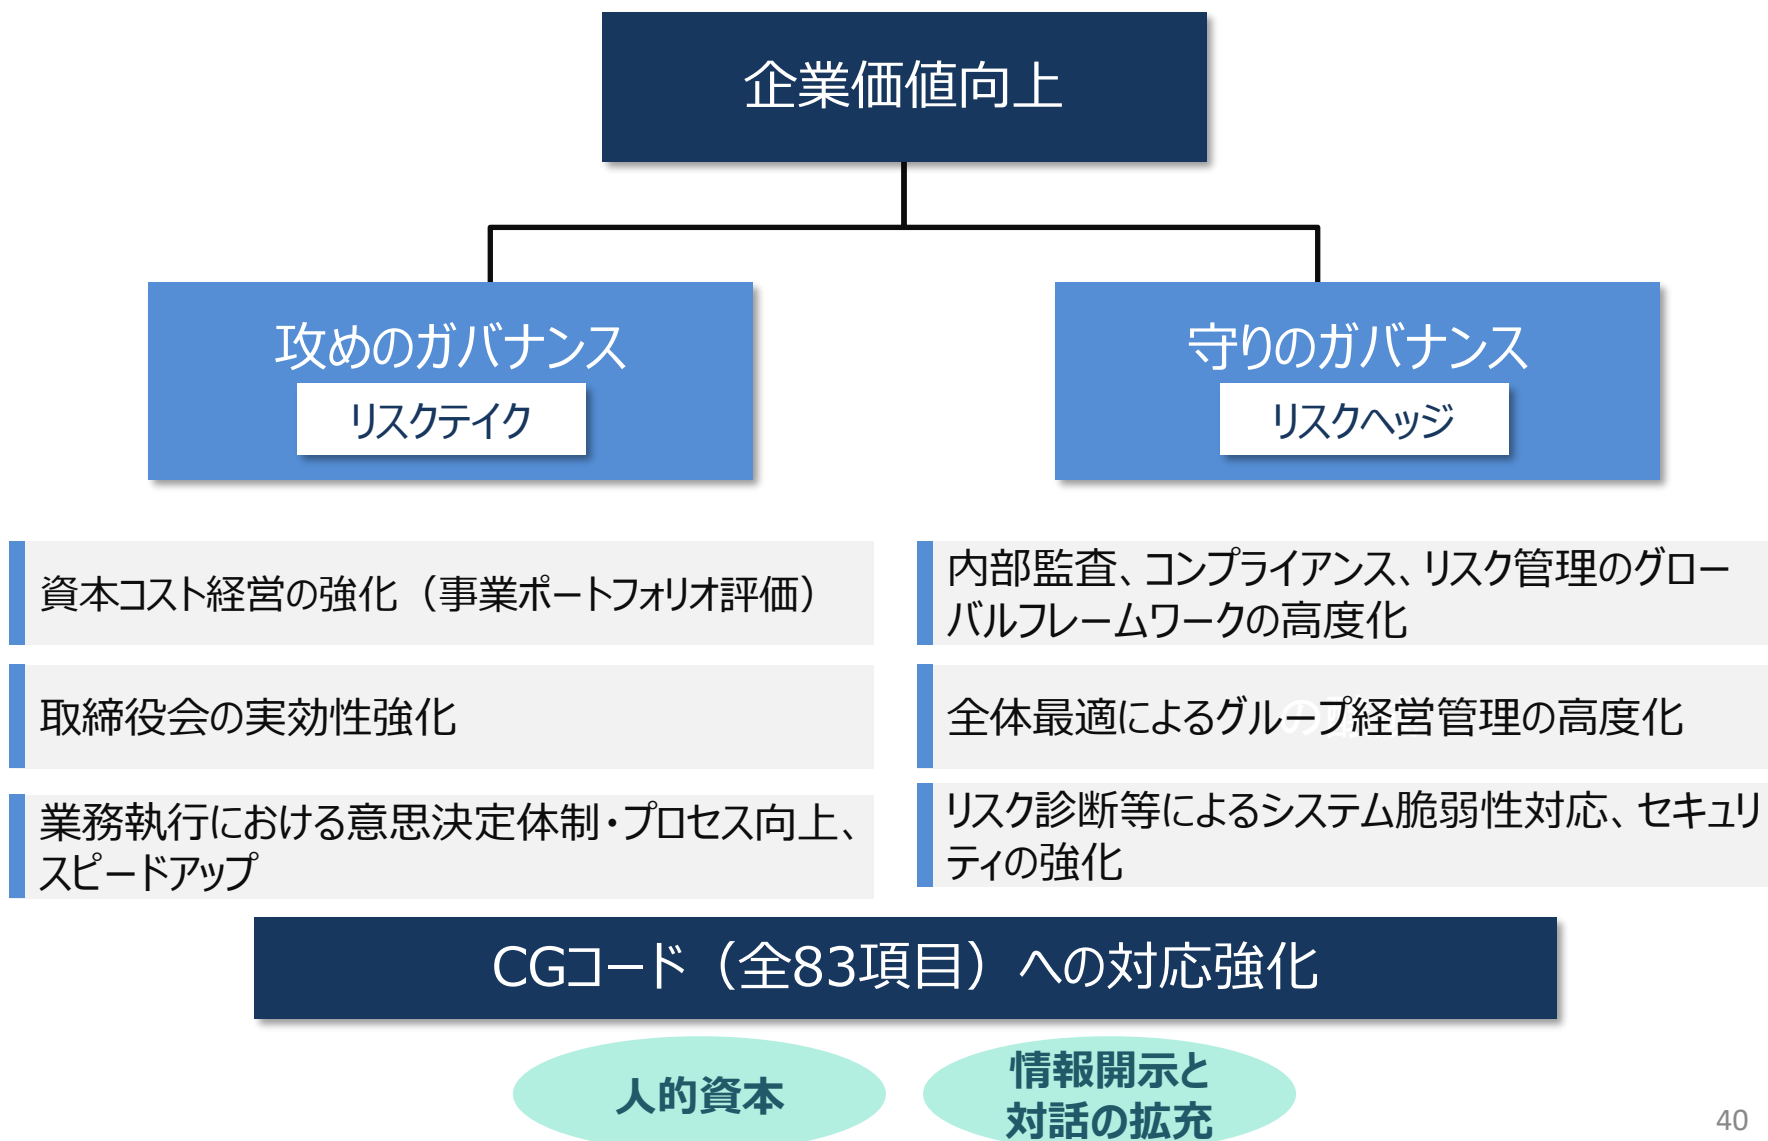 企業価値向上
攻めのガバナンス
リスクテイク
守りのガバナンス
リスクヘッジ
資本コスト経営の強化（事業ポートフォリオ評価）
取締役会の実効性強化
業務執行における意思決定体制・プロセス向上、
スピードアップ
内部監査、コンプライアンス、リスク管理のグロー
バルフレームワークの高度化
全体最適によるグループ経営管理の高度化
リスク診断等によるシステム脆弱性対応、セキュリ
ティの強化
CGコード（全83項目）への対応強化
人的資本
情報開示と
対話の拡充
40